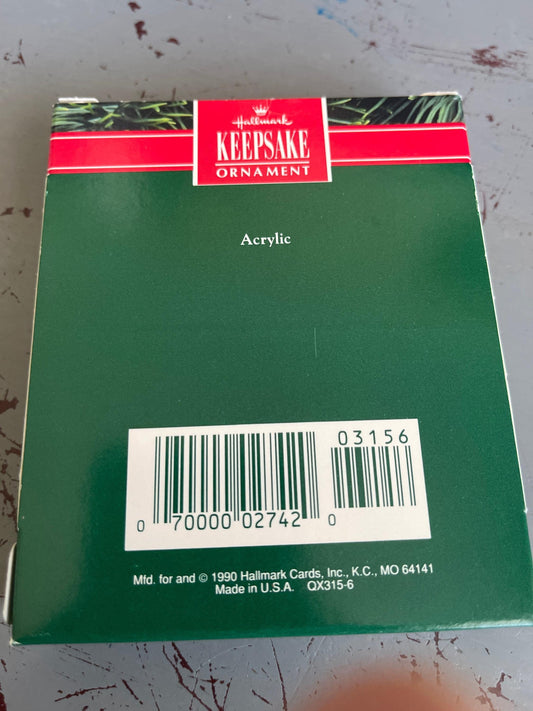 Hallmark
KEEPSAKE
ORNAMENT
Acrylic
03156
0 70000 02742 0
Mfd. for and © 1990 Hallmark Cards, Inc., K.C., MO 64141
Made in U.S.A. QX315-6